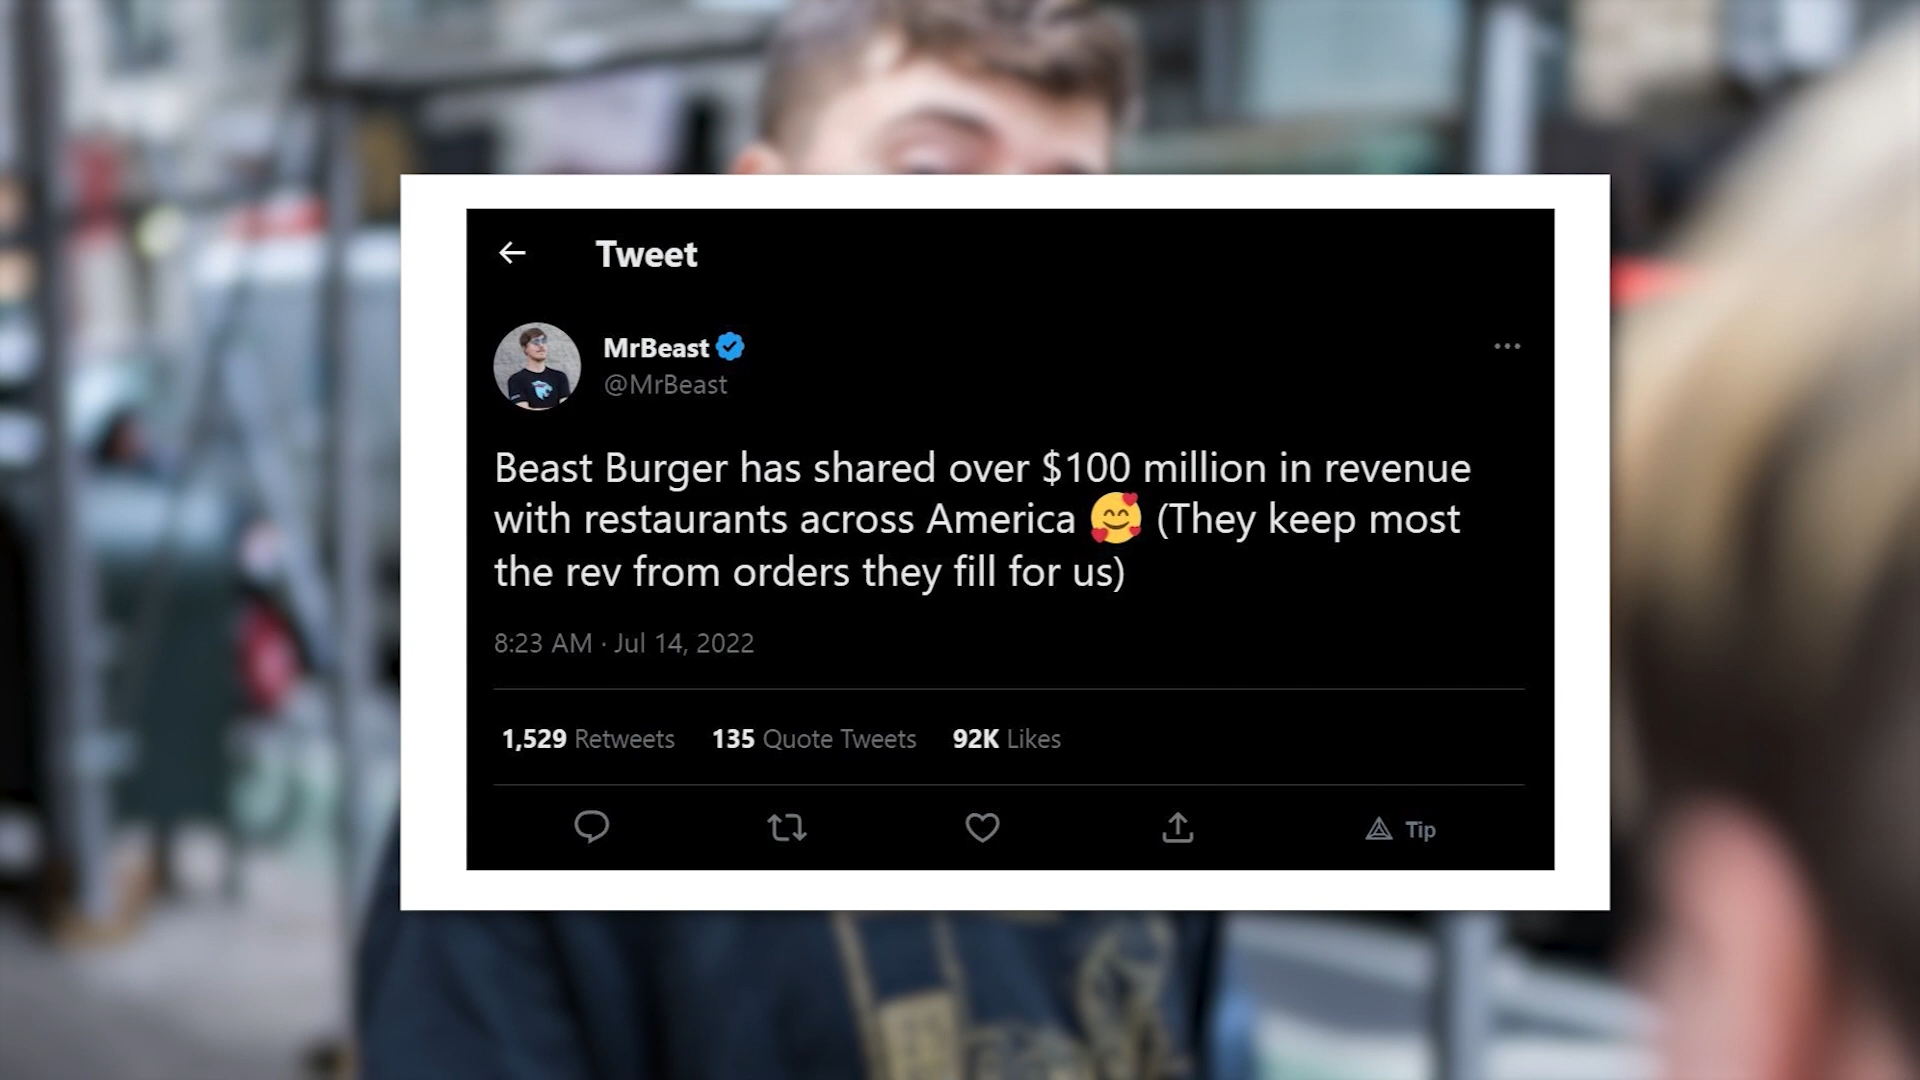 Tweet
MrBeast
@MrBeast
Beast Burger has shared over $100 million in revenue
with restaurants across America 🥰 (They keep most
the rev from orders they fill for us)
8:23 AM · Jul 14, 2022
1,529 Retweets 135 Quote Tweets 92K Likes
Tip